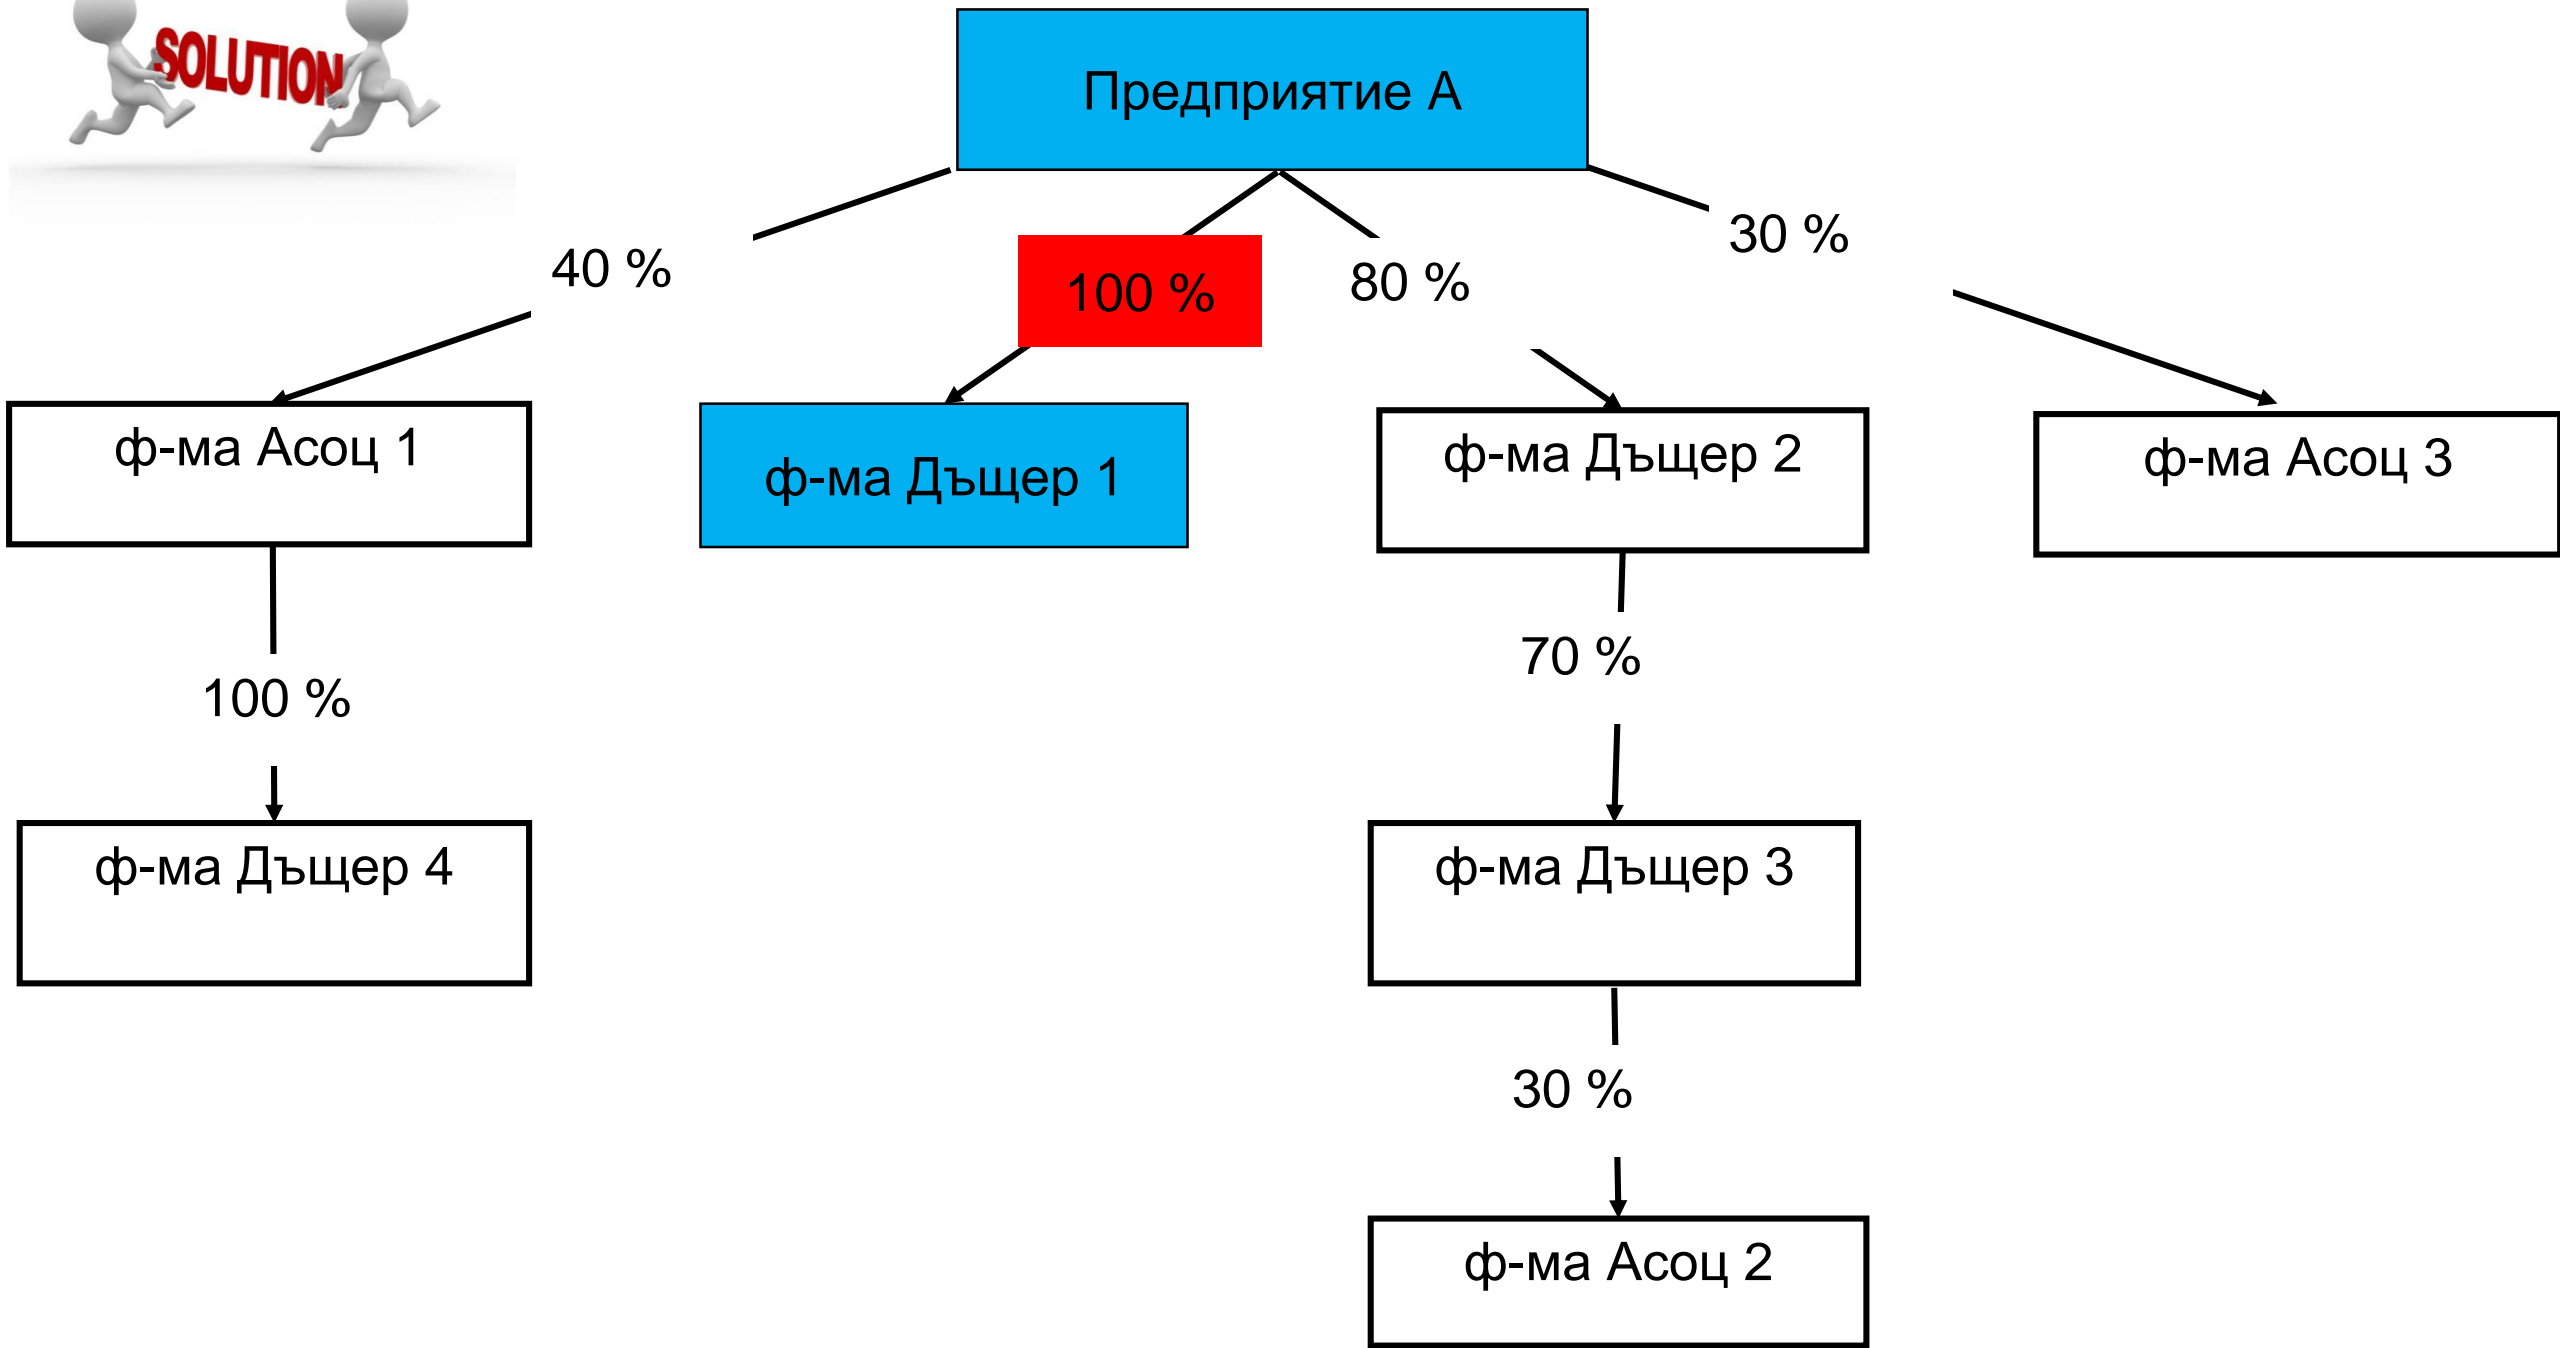 SOLUTION
Предприятие А
40 %
100 %
80 %
30 %
ф-ма Асоц 1
ф-ма Дъщер 1
ф-ма Дъщер 2
ф-ма Асоц 3
100 %
70 %
ф-ма Дъщер 4
ф-ма Дъщер 3
30 %
ф-ма Асоц 2